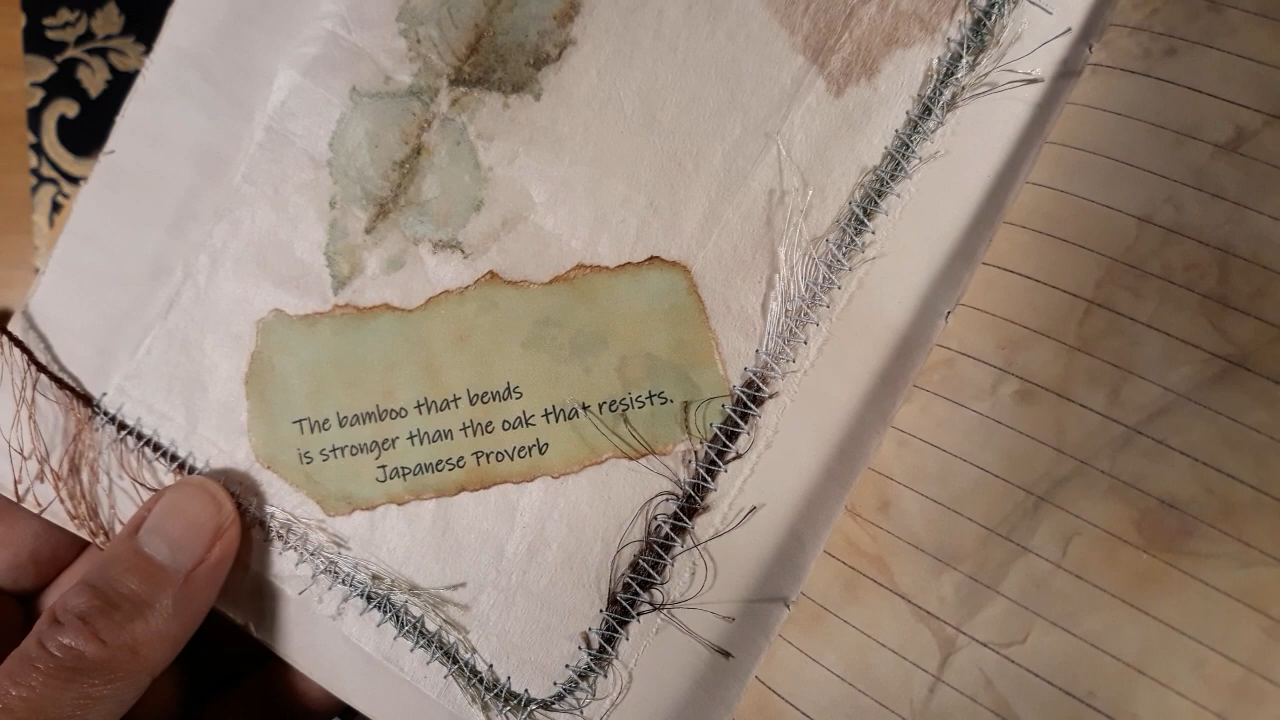 The bamboo that bends
is stronger than the oak that resists.
Japanese Proverb